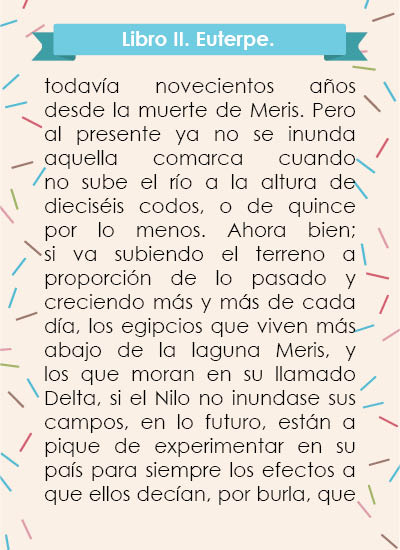 Libro II. Euterpe.
todavía novecientos años
desde la muerte de Meris. Pero
al presente ya no se inunda
aquella comarca cuando
no sube el río a la altura de
dieciséis codos, o de quince
por lo menos. Ahora bien;
si va subiendo el terreno a
proporción de lo pasado y
creciendo más y más de cada
día, los egipcios que viven más
abajo de la laguna Meris, y
los que moran en su llamado
Delta, si el Nilo no inundase sus
campos, en lo futuro, están a
pique de experimentar en su
país para siempre los efectos a
que ellos decían, por burla, que